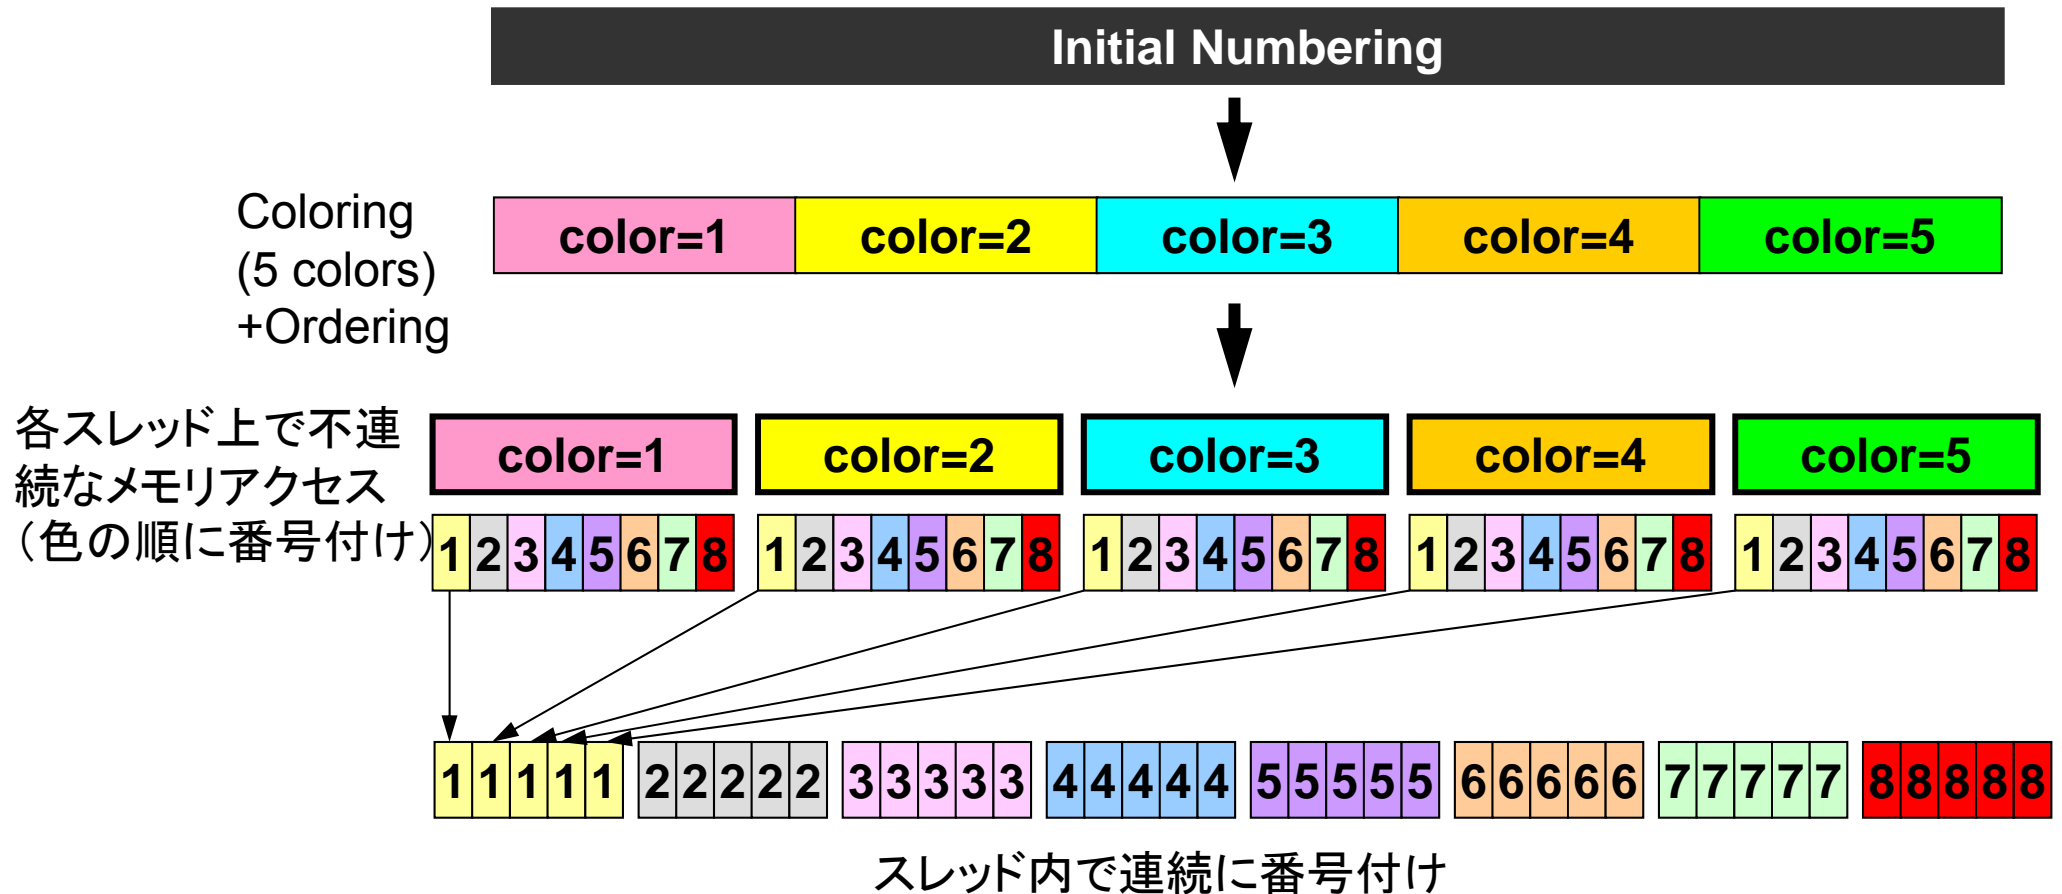 Initial Numbering
Coloring
(5 colors)
+Ordering
color=1 color=2 color=3 color=4 color=5
各スレッド上で不連
続なメモリアクセス
（色の順に番号付け）
color=1 color=2 color=3 color=4 color=5
1 2 3 4 5 6 7 8 1 2 3 4 5 6 7 8 1 2 3 4 5 6 7 8 1 2 3 4 5 6 7 8 1 2 3 4 5 6 7 8
1 1 1 1 1 2 2 2 2 2 3 3 3 3 3 4 4 4 4 4 5 5 5 5 5 6 6 6 6 6 7 7 7 7 7 8 8 8 8 8
スレッド内で連続に番号付け